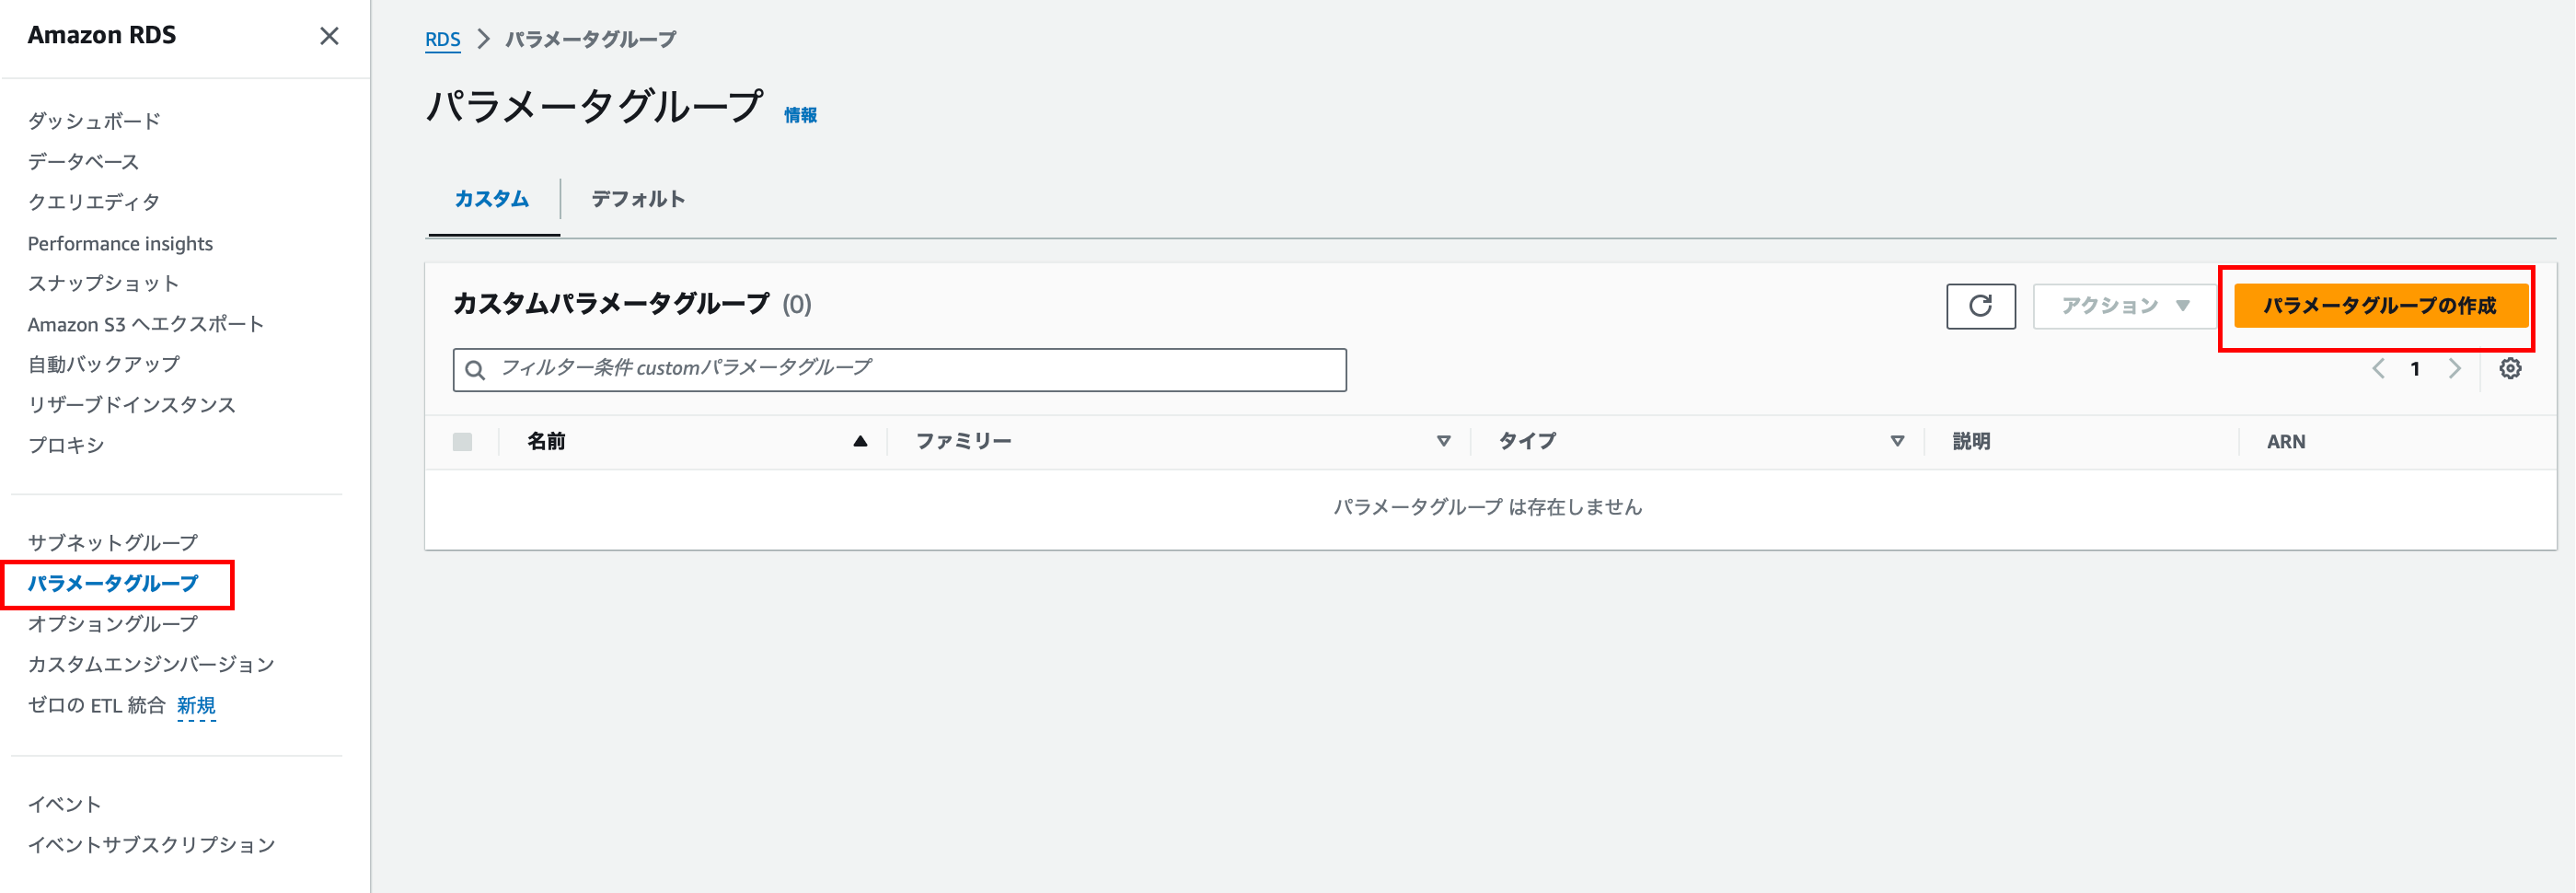 Amazon RDS
ダッシュボード
データベース
クエリエディタ
Performance insights
スナップショット
Amazon S3 へエクスポート
自動バックアップ
リザーブドインスタンス
プロキシ
サブネットグループ
パラメータグループ
オプショングループ
カスタムエンジンバージョン
ゼロの ETL 統合 新規
イベント
イベントサブスクリプション
RDS > パラメータグループ
パラメータグループ 情報
カスタム デフォルト
カスタムパラメータグループ (0)
アクション パラメータグループの作成
フィルター条件 customパラメータグループ
1
名前 ファミリー タイプ 説明 ARN
パラメータグループ は存在しません